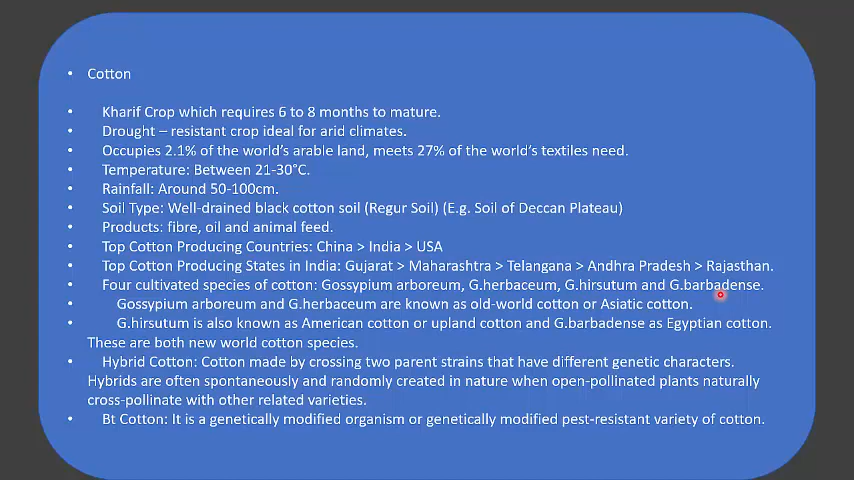 • Cotton
• Kharif Crop which requires 6 to 8 months to mature.
• Drought – resistant crop ideal for arid climates.
• Occupies 2.1% of the world's arable land, meets 27% of the world's textiles need.
• Temperature: Between 21-30°C.
• Rainfall: Around 50-100cm.
• Soil Type: Well-drained black cotton soil (Regur Soil) (E.g. Soil of Deccan Plateau)
• Products: fibre, oil and animal feed.
• Top Cotton Producing Countries: China > India > USA
• Top Cotton Producing States in India: Gujarat > Maharashtra > Telangana > Andhra Pradesh > Rajasthan.
• Four cultivated species of cotton: Gossypium arboreum, G.herbaceum, G.hirsutum and G.barbadense.
• Gossypium arboreum and G.herbaceum are known as old-world cotton or Asiatic cotton.
• G.hirsutum is also known as American cotton or upland cotton and G.barbadense as Egyptian cotton.
These are both new world cotton species.
• Hybrid Cotton: Cotton made by crossing two parent strains that have different genetic characters.
Hybrids are often spontaneously and randomly created in nature when open-pollinated plants naturally
cross-pollinate with other related varieties.
• Bt Cotton: It is a genetically modified organism or genetically modified pest-resistant variety of cotton.